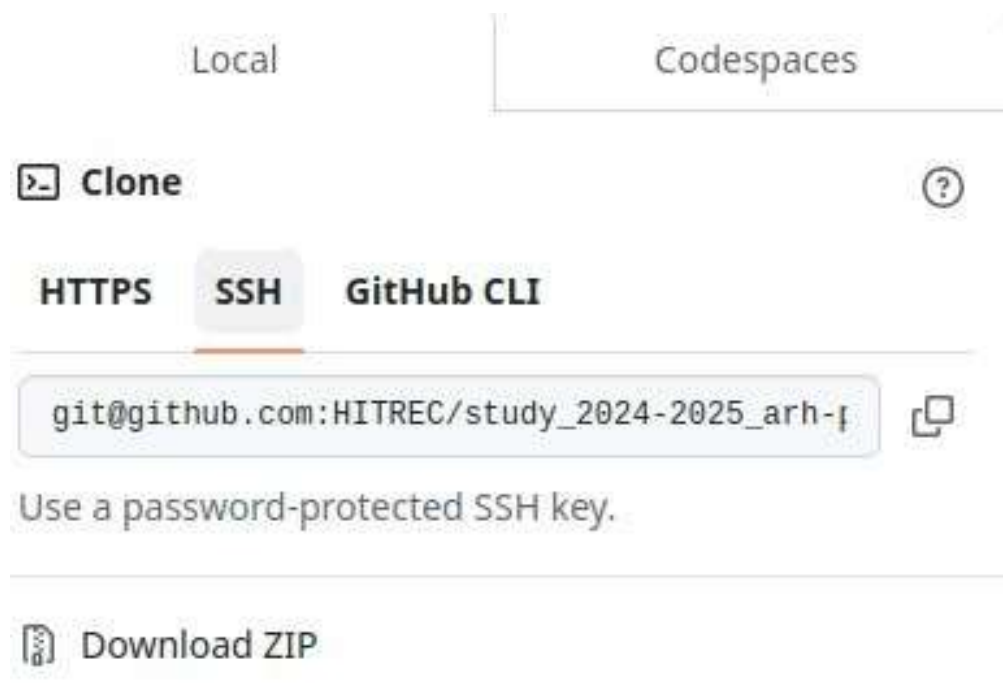 Local Codespaces
Clone
HTTPS SSH GitHub CLI
git@github.com:HITREC/study_2024-2025_arh-
Use a password-protected SSH key.
Download ZIP